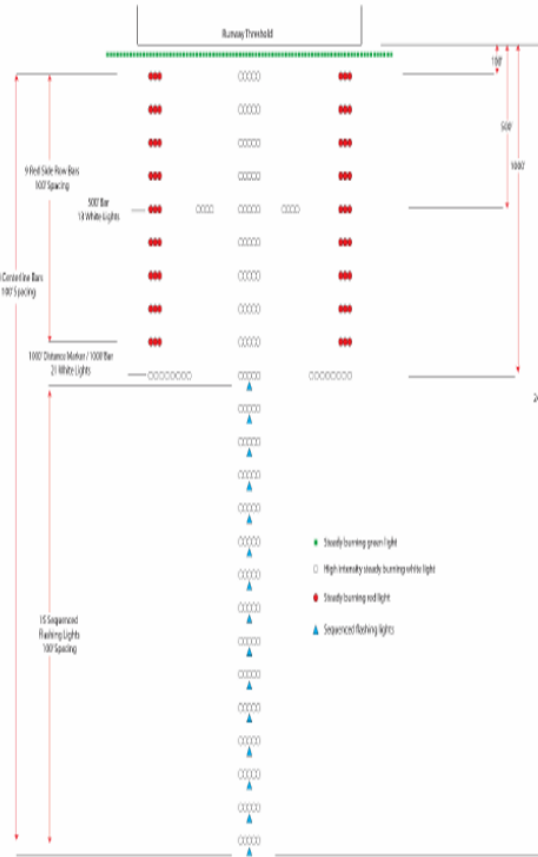 Runway Threshold
100'
500'
1000'
9 Red Side Row Bars
100' Spacing
500' Bar
13 White Lights
Centerline Bars
100' Spacing
1000' Distance Marker / 1000' Bar
21 White Lights
15 Sequenced
Flashing Lights
100' Spacing
Steady burning green light
High intensity steady burning white light
Steady burning red light
Sequenced flashing lights